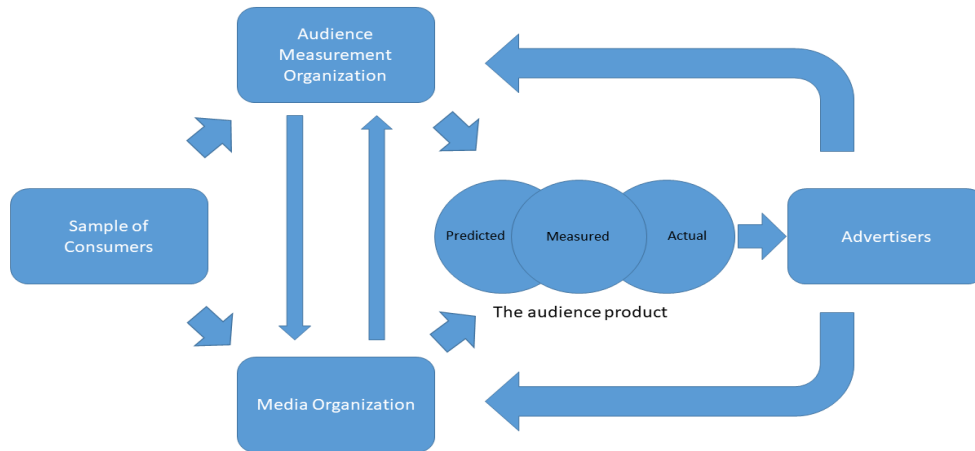 Audience
Measurement
Organization
Sample of
Consumers
Predicted
Measured
Actual
Advertisers
The audience product
Media Organization